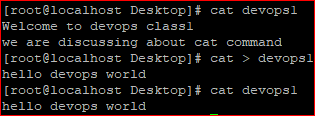 [root@localhost Desktop]# cat devops1
Welcome to devops class1
we are discussing about cat command
[root@localhost Desktop]# cat > devops1
hello devops world
[root@localhost Desktop]# cat devops1
hello devops world